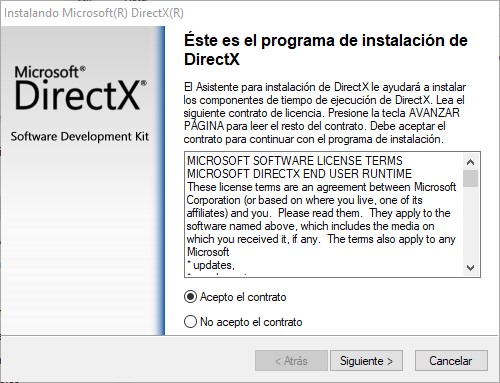 Instalando Microsoft(R) DirectX(R)
Microsoft®
DirectX®
Software Development Kit
Éste es el programa de instalación de
DirectX
El Asistente para instalación de DirectX le ayudará a instalar
los componentes de tiempo de ejecución de DirectX. Lea el
siguiente contrato de licencia. Presione la tecla AVANZAR
PÁGINA para leer el resto del contrato. Debe aceptar el
contrato para continuar con el programa de instalación.
MICROSOFT SOFTWARE LICENSE TERMS
MICROSOFT DIRECTX END USER RUNTIME
These license terms are an agreement between Microsoft
Corporation (or based on where you live, one of its
affiliates) and you.  Please read them.  They apply to the
software named above, which includes the media on
which you received it, if any.  The terms also apply to any
Microsoft
* updates,
Acepto el contrato
No acepto el contrato
< Atrás
Siguiente >
Cancelar